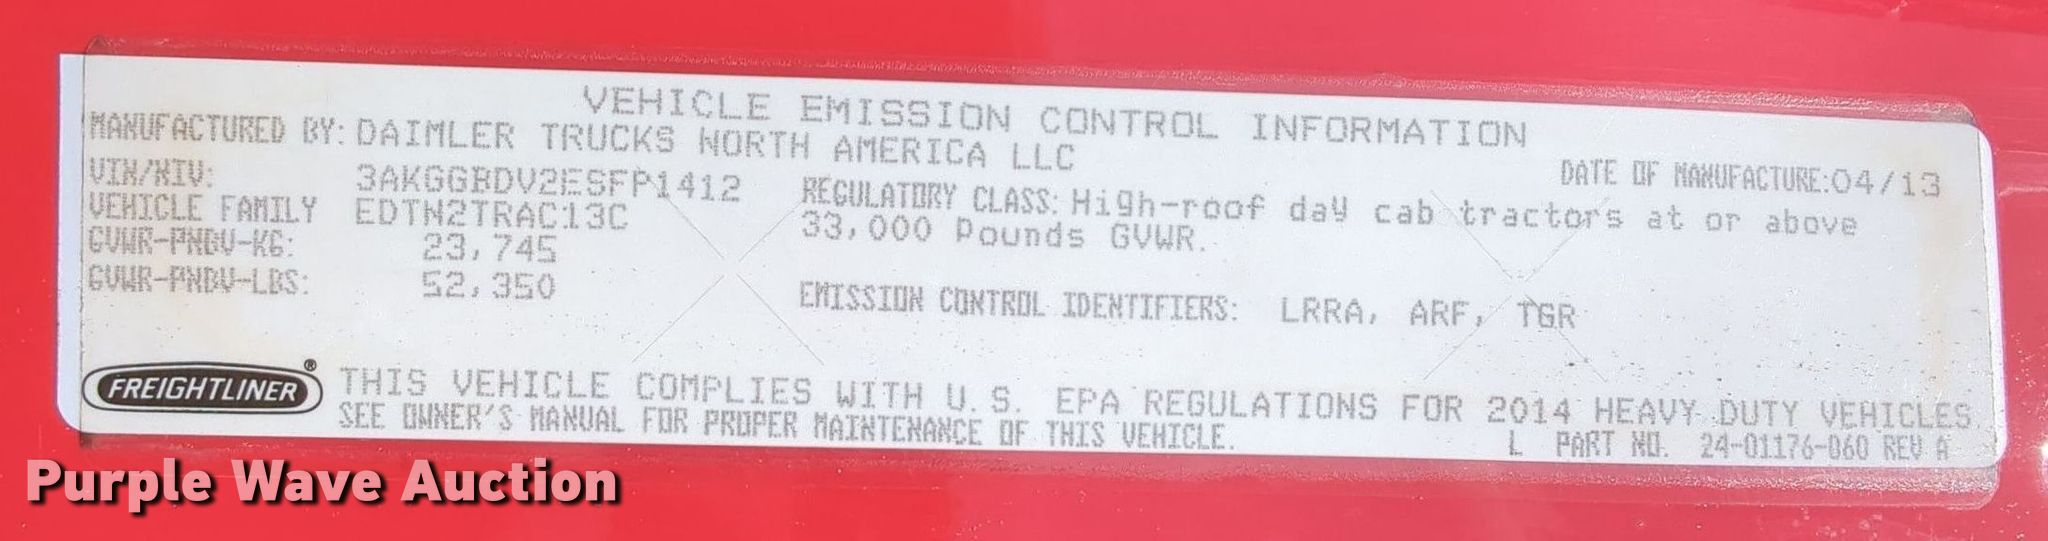 VEHICLE EMISSION CONTROL INFORMATION
MANUFACTURED BY: DAIMLER TRUCKS NORTH AMERICA LLC
DATE OF MANUFACTURE:04/13
VIN/NIV: 3AKGGBDV2ESFP1412
REGULATORY CLASS: High-roof day cab tractors at or above
VEHICLE FAMILY EDTN2TRAC13C
33,000 Pounds GVWR.
GVWR-PNBV-KG: 23,745
GVWR-PNBV-LBS: 52,350
EMISSION CONTROL IDENTIFIERS: LRRA, ARF, TGR
FREIGHTLINER®
THIS VEHICLE COMPLIES WITH U.S. EPA REGULATIONS FOR 2014 HEAVY DUTY VEHICLES.
SEE OWNER'S MANUAL FOR PROPER MAINTENANCE OF THIS VEHICLE.
L PART NO. 24-01176-060 REV A
Purple Wave Auction